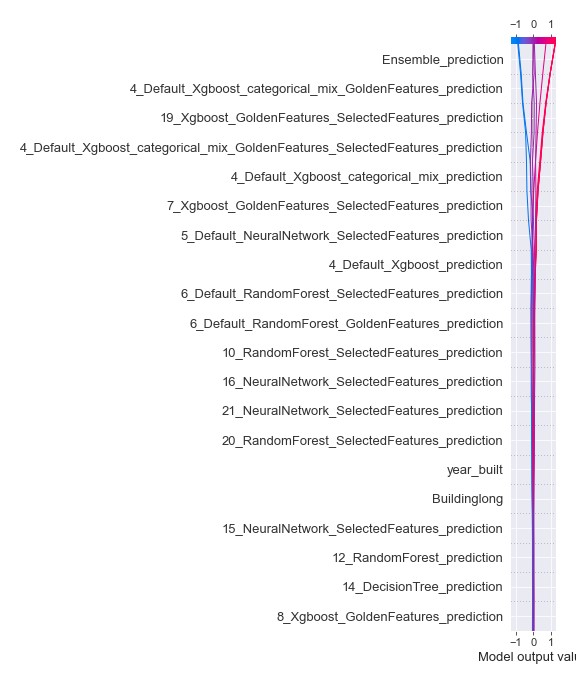 −1 0 1
Ensemble_prediction
4_Default_Xgboost_categorical_mix_GoldenFeatures_prediction
19_Xgboost_GoldenFeatures_SelectedFeatures_prediction
4_Default_Xgboost_categorical_mix_GoldenFeatures_SelectedFeatures_prediction
4_Default_Xgboost_categorical_mix_prediction
7_Xgboost_GoldenFeatures_SelectedFeatures_prediction
5_Default_NeuralNetwork_SelectedFeatures_prediction
4_Default_Xgboost_prediction
6_Default_RandomForest_SelectedFeatures_prediction
6_Default_RandomForest_GoldenFeatures_prediction
10_RandomForest_SelectedFeatures_prediction
16_NeuralNetwork_SelectedFeatures_prediction
21_NeuralNetwork_SelectedFeatures_prediction
20_RandomForest_SelectedFeatures_prediction
year_built
Buildinglong
15_NeuralNetwork_SelectedFeatures_prediction
12_RandomForest_prediction
14_DecisionTree_prediction
8_Xgboost_GoldenFeatures_prediction
−1 0 1
Model output valu